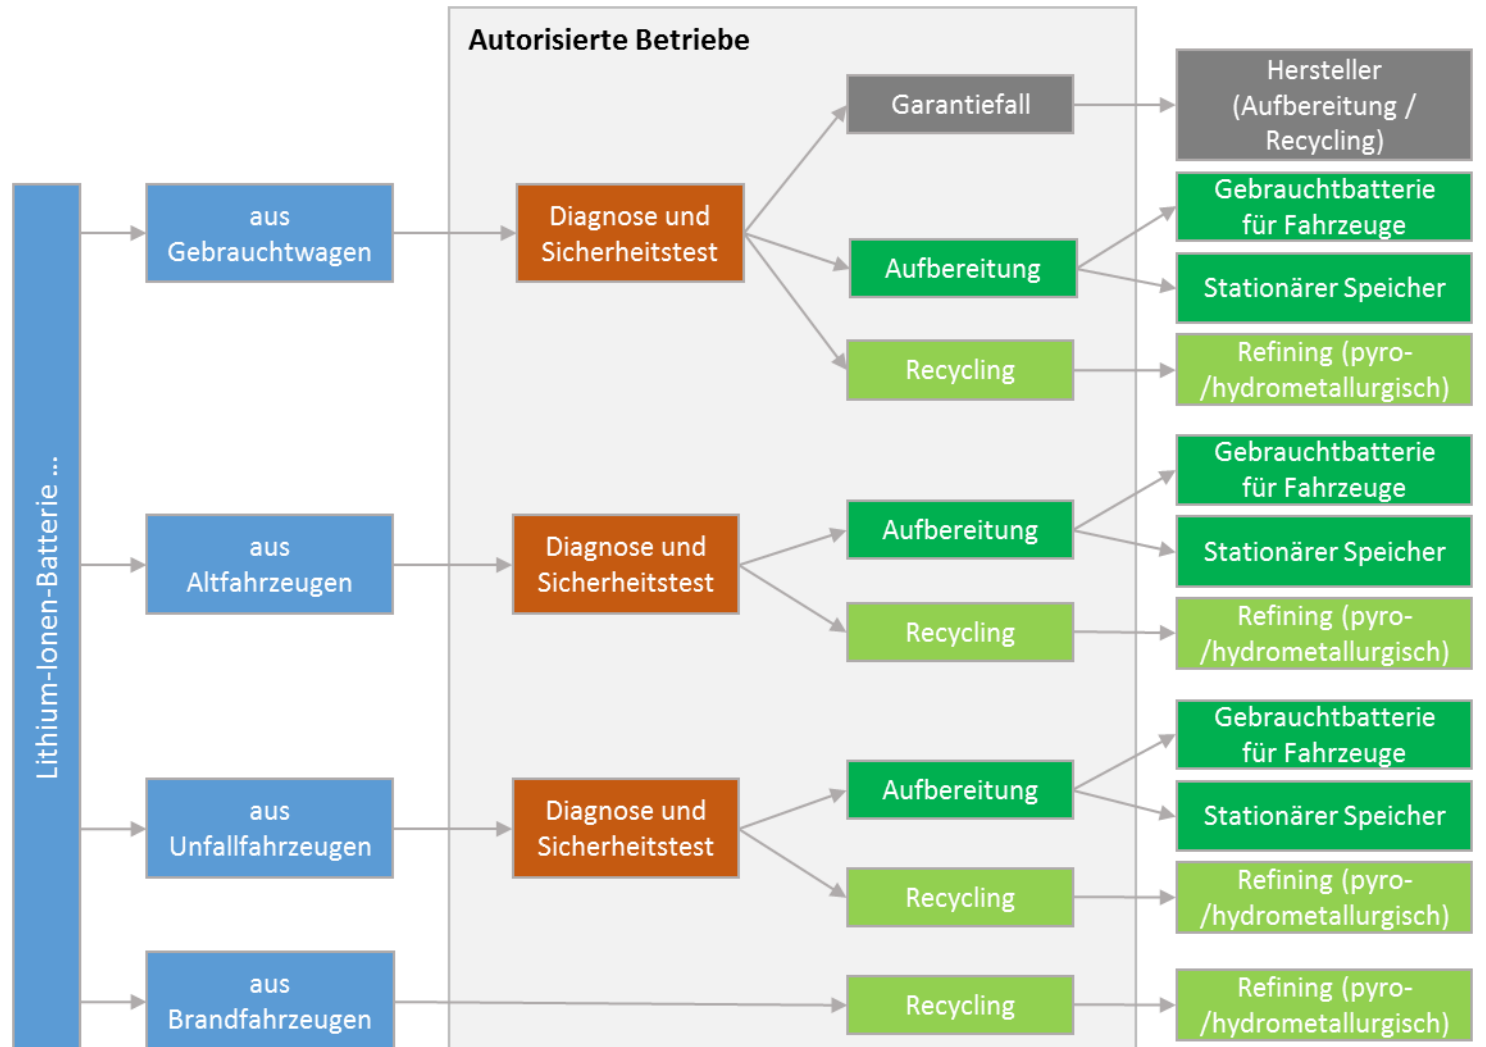 Autorisierte Betriebe
Lithium-Ionen-Batterie ...
aus
Gebrauchtwagen
Diagnose und
Sicherheitstest
Garantiefall
Hersteller
(Aufbereitung /
Recycling)
Aufbereitung
Gebrauchtbatterie
für Fahrzeuge
Stationärer Speicher
Recycling
Refining (pyro-
/hydrometallurgisch)
aus
Altfahrzeugen
Diagnose und
Sicherheitstest
Aufbereitung
Gebrauchtbatterie
für Fahrzeuge
Stationärer Speicher
Recycling
Refining (pyro-
/hydrometallurgisch)
aus
Unfallfahrzeugen
Diagnose und
Sicherheitstest
Aufbereitung
Gebrauchtbatterie
für Fahrzeuge
Stationärer Speicher
Recycling
Refining (pyro-
/hydrometallurgisch)
aus
Brandfahrzeugen
Recycling
Refining (pyro-
/hydrometallurgisch)